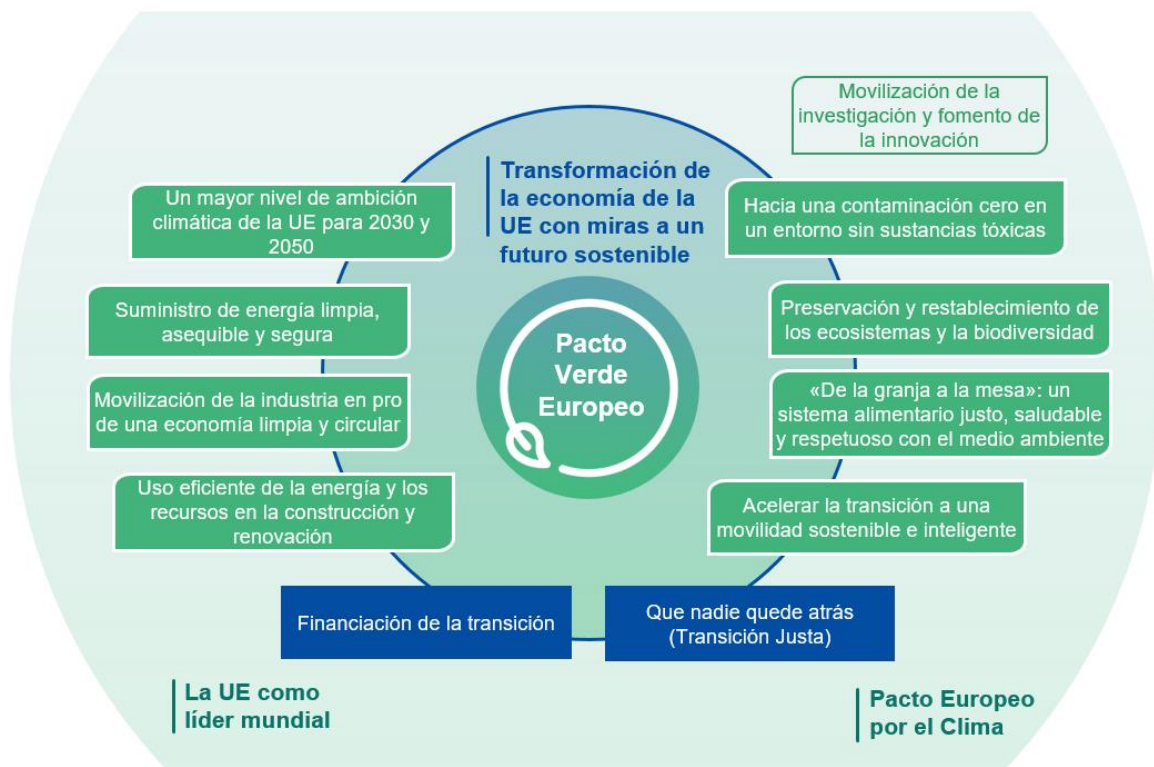 Movilización de la
investigación y fomento de
la innovación
Transformación de
la economía de la
UE con miras a un
futuro sostenible
Un mayor nivel de ambición
climática de la UE para 2030 y
2050
Hacia una contaminación cero en
un entorno sin sustancias tóxicas
Suministro de energía limpia,
asequible y segura
Preservación y restablecimiento de
los ecosistemas y la biodiversidad
Pacto
Verde
Europeo
Movilización de la industria en pro
de una economía limpia y circular
«De la granja a la mesa»: un
sistema alimentario justo, saludable
y respetuoso con el medio ambiente
Uso eficiente de la energía y los
recursos en la construcción y
renovación
Acelerar la transición a una
movilidad sostenible e inteligente
Financiación de la transición
Que nadie quede atrás
(Transición Justa)
La UE como
líder mundial
Pacto Europeo
por el Clima